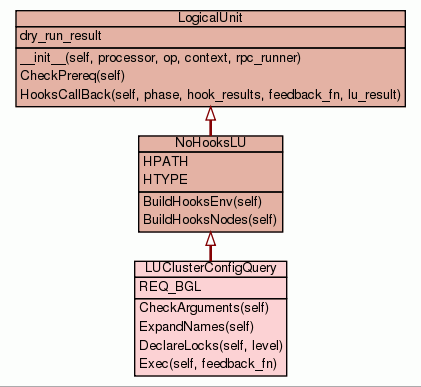 LogicalUnit
dry_run_result
__init__(self, processor, op, context, rpc_runner)
CheckPrereq(self)
HooksCallBack(self, phase, hook_results, feedback_fn, lu_result)
NoHooksLU
HPATH
HTYPE
BuildHooksEnv(self)
BuildHooksNodes(self)
LUClusterConfigQuery
REQ_BGL
CheckArguments(self)
ExpandNames(self)
DeclareLocks(self, level)
Exec(self, feedback_fn)